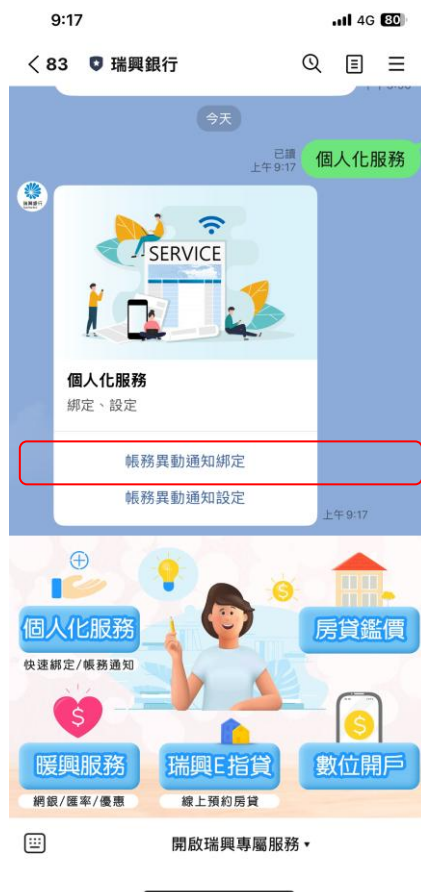 9:17
4G 80
83 瑞興銀行
今天
已讀
上午 9:17
個人化服務
SERVICE
個人化服務
綁定、設定
帳務異動通知綁定
帳務異動通知設定
上午 9:17
個人化服務
快速綁定/帳務通知
房貸鑑價
暖興服務
網銀/匯率/優惠
瑞興E指貸
線上預約房貸
數位開戶
開啟瑞興專屬服務